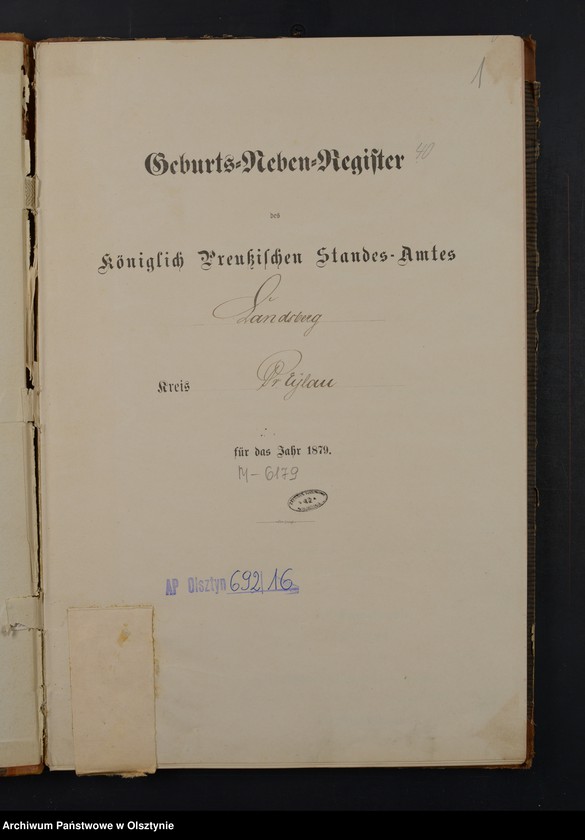 1
Geburts-Neben-Register 40
des
Königlich Preußischen Standes-Amtes
Landsberg
Kreis Pr Eylau
für das Jahr 1879.
M-6179
42
AP Olsztyn 692/16
Archiwum Państwowe w Olsztynie